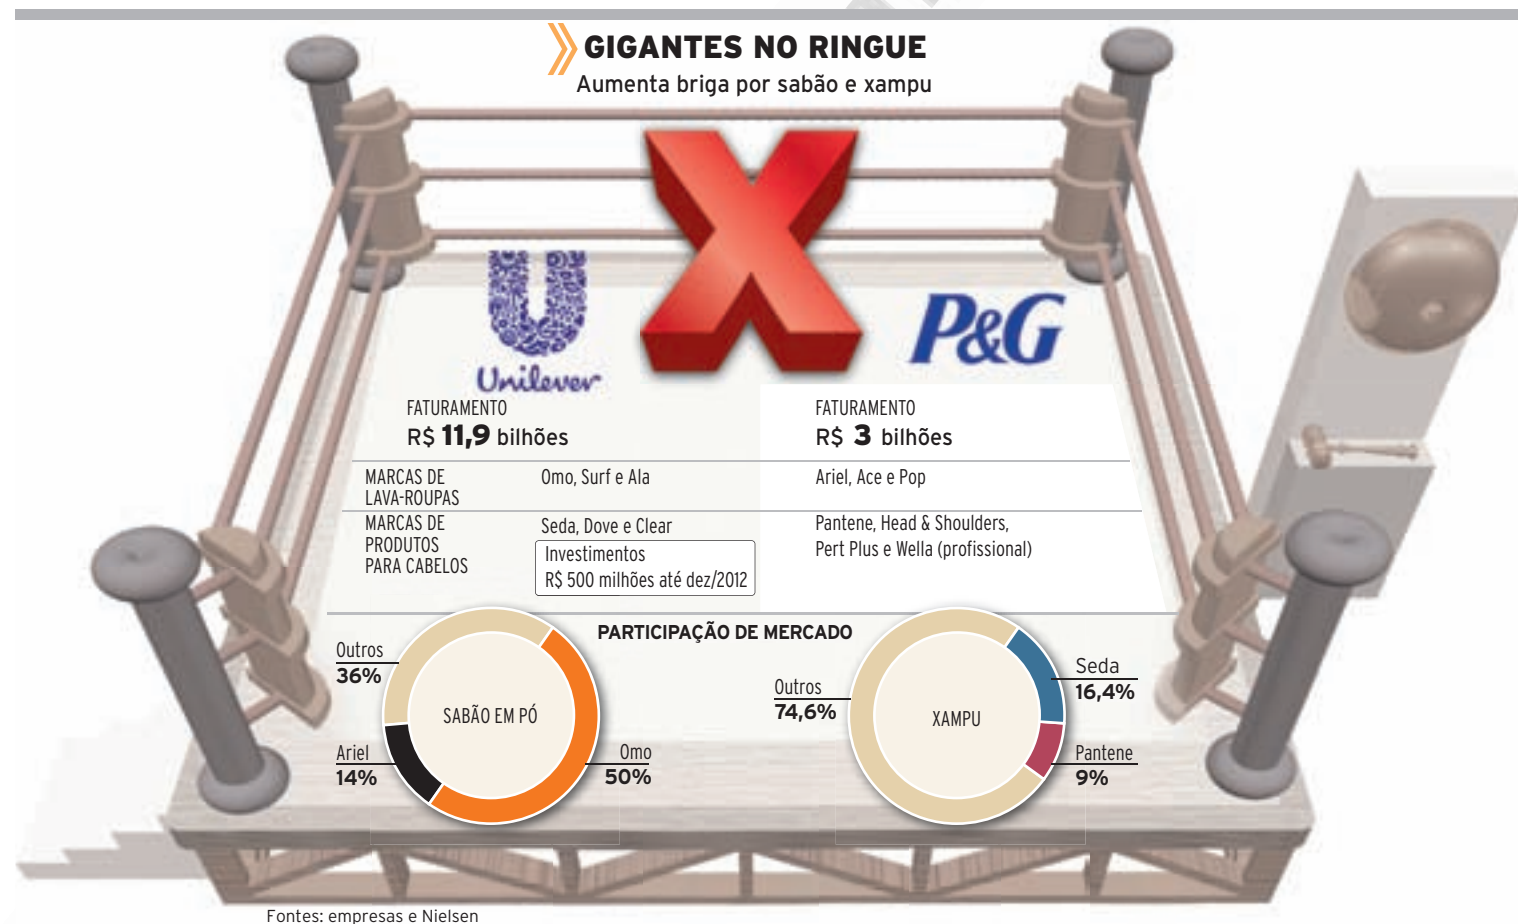 GIGANTES NO RINGUE
Aumenta briga por sabão e xampu
X
Unilever
P&G
FATURAMENTO
R$ 11,9 bilhões
FATURAMENTO
R$ 3 bilhões
MARCAS DE
LAVA-ROUPAS
Omo, Surf e Ala
Ariel, Ace e Pop
MARCAS DE
PRODUTOS
PARA CABELOS
Seda, Dove e Clear
Investimentos
R$ 500 milhões até dez/2012
Pantene, Head & Shoulders,
Pert Plus e Wella (profissional)
PARTICIPAÇÃO DE MERCADO
Outros
36%
SABÃO EM PÓ
Ariel
14%
Omo
50%
Outros
74,6%
XAMPU
Seda
16,4%
Pantene
9%
Fontes: empresas e Nielsen